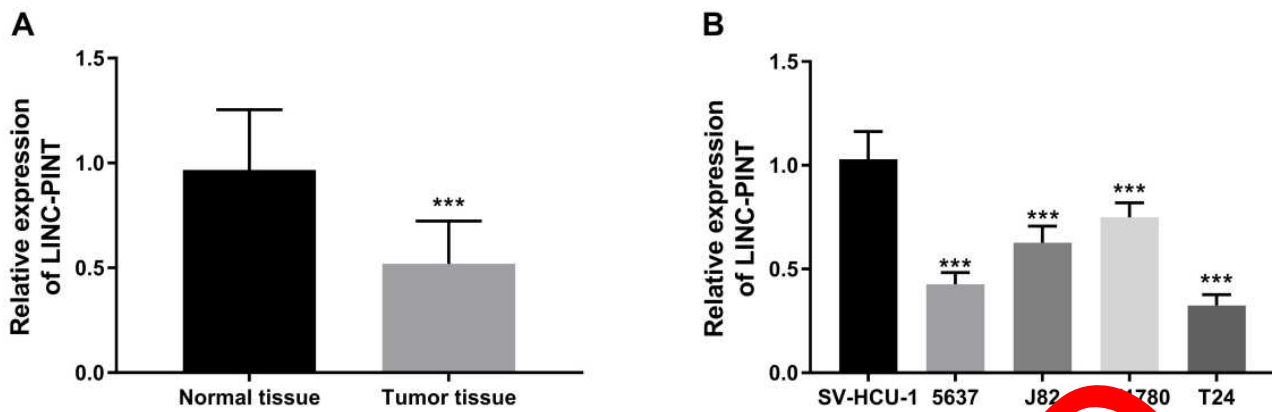 A
B
Relative expression
of LINC-PINT
1.5
1.0
0.5
0.0
***
Normal tissue
Tumor tissue
Relative expression
of LINC-PINT
1.5
1.0
0.5
0.0
***
***
***
***
SV-HCU-1
5637
J82
T24